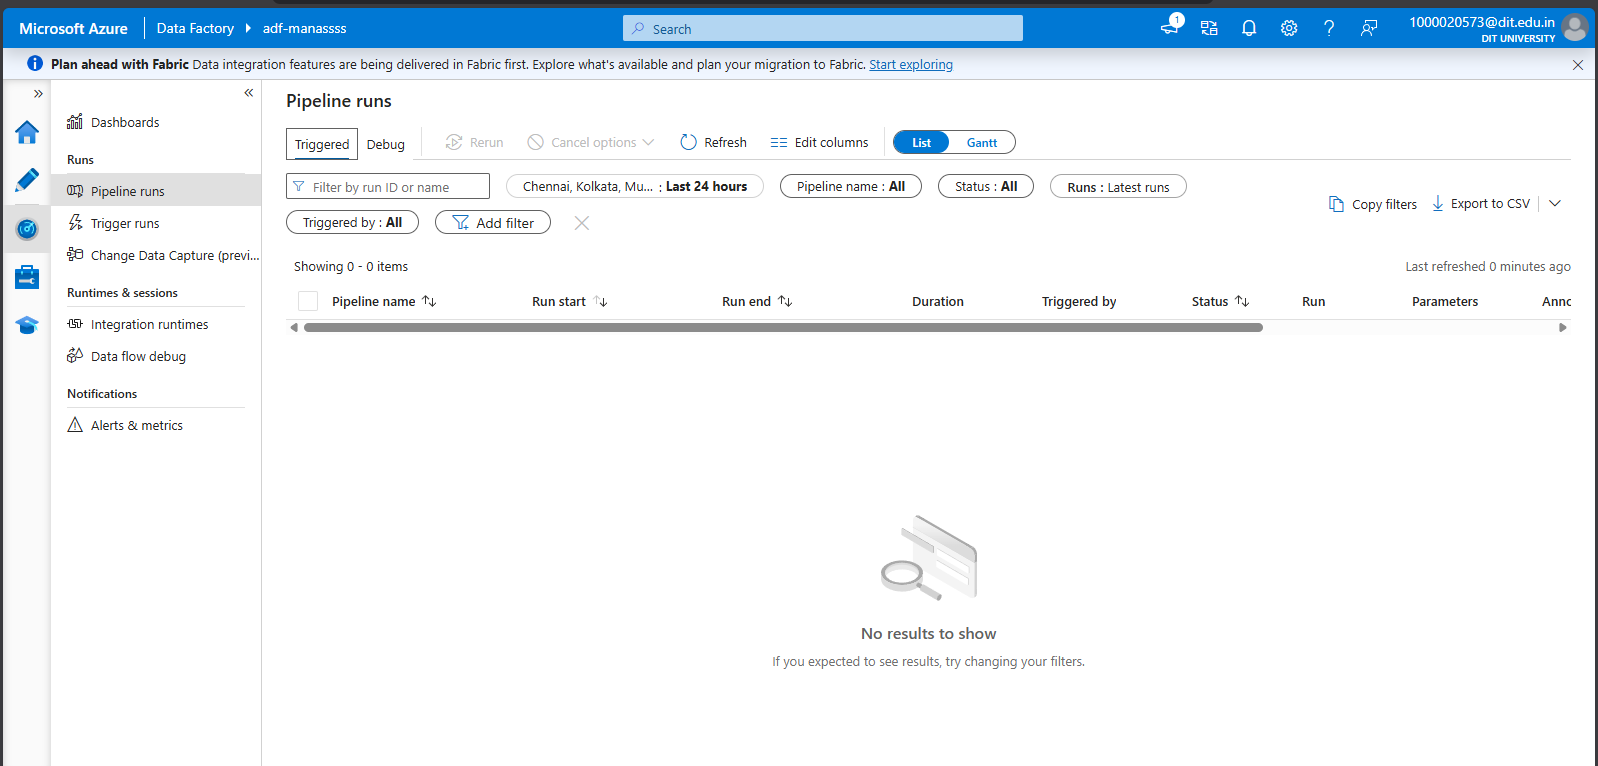 Microsoft Azure Data Factory adf-manassss Search 1 1000020573@dit.edu.in
DIT UNIVERSITY
Plan ahead with Fabric Data integration features are being delivered in Fabric first. Explore what's available and plan your migration to Fabric. Start exploring
Dashboards
Runs
Pipeline runs
Trigger runs
Change Data Capture (previ...
Runtimes & sessions
Integration runtimes
Data flow debug
Notifications
Alerts & metrics
Pipeline runs
Triggered Debug Rerun Cancel options Refresh Edit columns List Gantt
Filter by run ID or name Chennai, Kolkata, Mu... : Last 24 hours Pipeline name : All Status : All Runs : Latest runs
Copy filters Export to CSV
Triggered by : All Add filter
Showing 0 - 0 items Last refreshed 0 minutes ago
Pipeline name Run start Run end Duration Triggered by Status Run Parameters Anno
No results to show
If you expected to see results, try changing your filters.